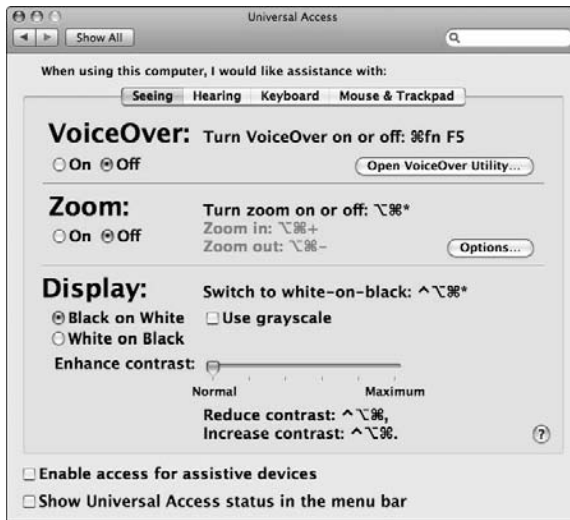 Universal Access
Show All
When using this computer, I would like assistance with:
Seeing Hearing Keyboard Mouse & Trackpad
VoiceOver: Turn VoiceOver on or off: ⌘fn F5
On Off Open VoiceOver Utility...
Zoom: Turn zoom on or off: ⌥⌘*
On Off Zoom in: ⌥⌘+
Zoom out: ⌥⌘- Options...
Display: Switch to white-on-black: ^⌥⌘*
Black on White Use grayscale
White on Black
Enhance contrast:
Normal Maximum
Reduce contrast: ^⌥⌘,
Increase contrast: ^⌥⌘. ?
Enable access for assistive devices
Show Universal Access status in the menu bar